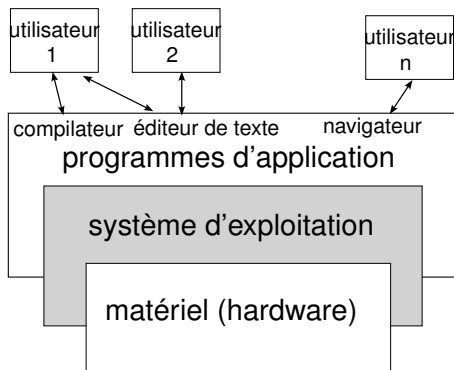 utilisateur
1
utilisateur
2
utilisateur
n
compilateur
éditeur de texte
navigateur
programmes d'application
système d'exploitation
matériel (hardware)